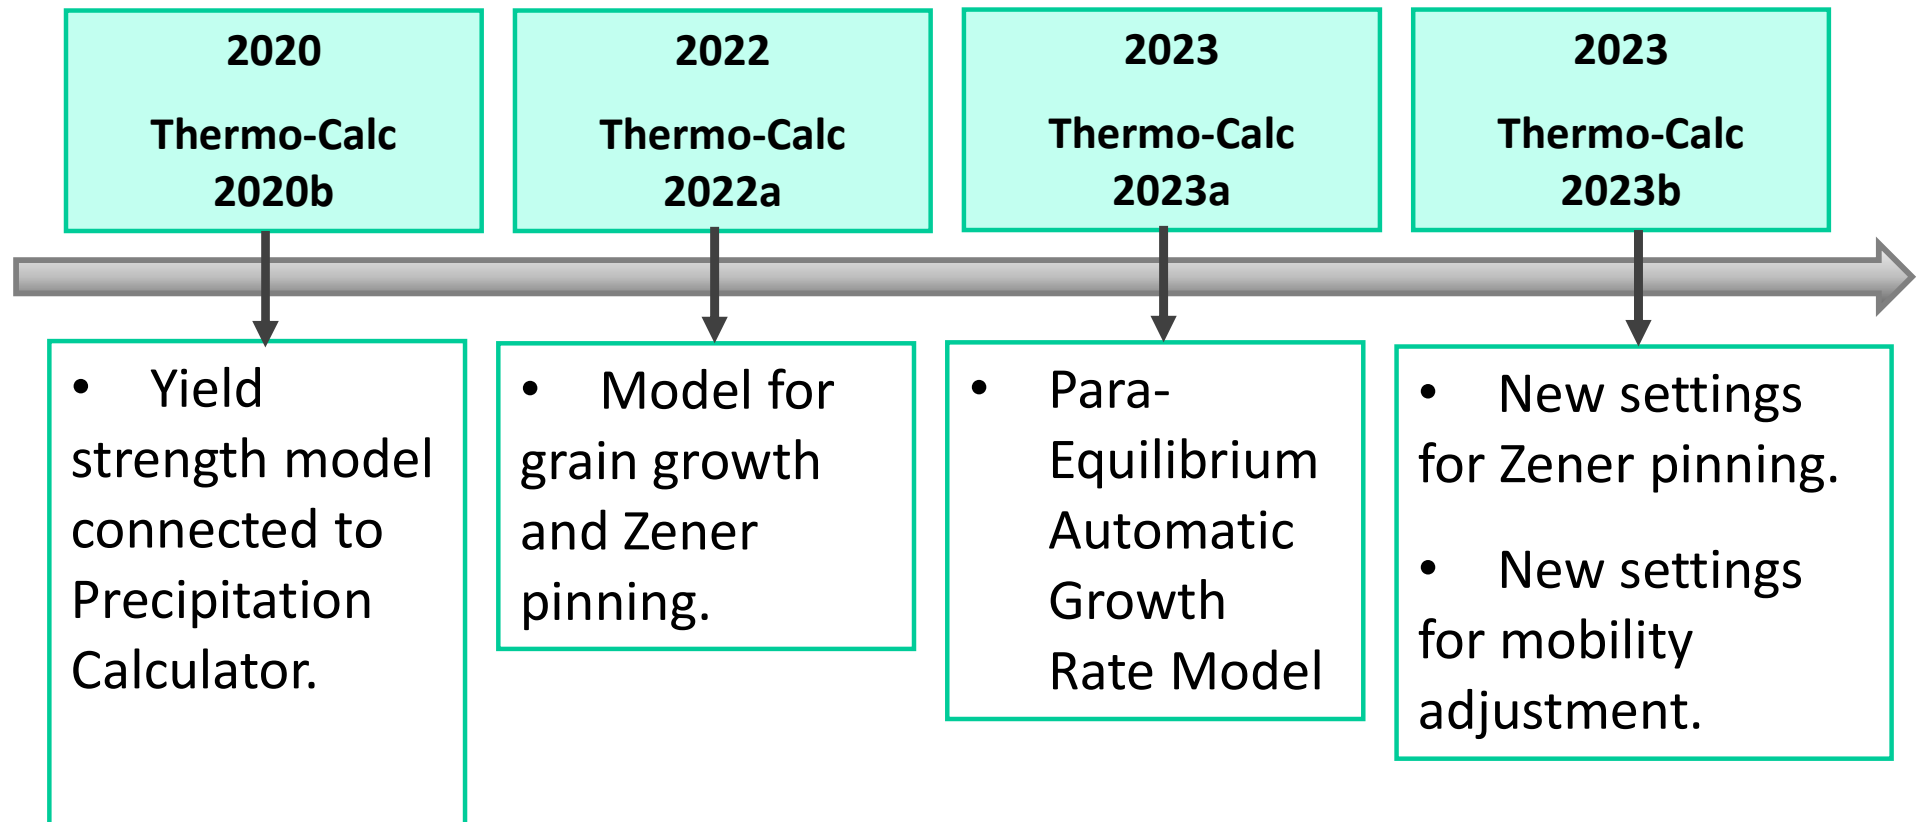 2020
Thermo-Calc
2020b
2022
Thermo-Calc
2022a
2023
Thermo-Calc
2023a
2023
Thermo-Calc
2023b
• Yield
strength model
connected to
Precipitation
Calculator.
• Model for
grain growth
and Zener
pinning.
• Para-
Equilibrium
Automatic
Growth
Rate Model
• New settings
for Zener pinning.
• New settings
for mobility
adjustment.